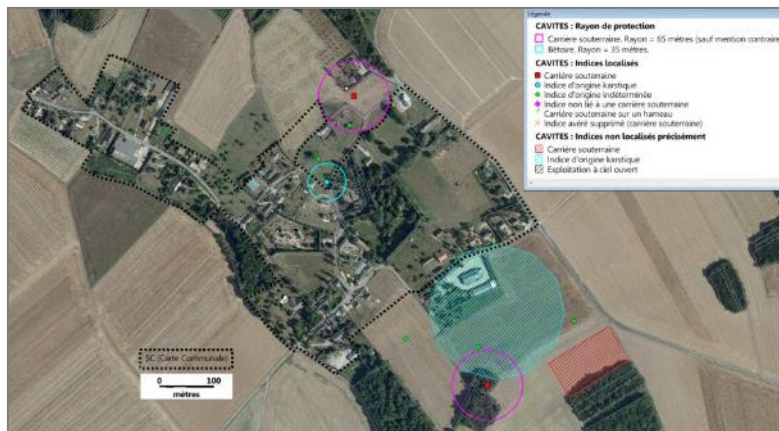 Légende
CAVITES : Rayon de protection
Carrière souterraine. Rayon = 65 mètres (sauf mention contraire
Bétoire. Rayon = 35 mètres.
CAVITES : Indices localisés
Carrière souterraine
Indice d'origine karstique
Indice d'origine indéterminée
Indice non lié à une carrière souterraine
Carrière souterraine sur un hameau
Indice avéré supprimé (carrière souterraine)
CAVITES : Indices non localisés précisément
Carrière souterraine
Indice d'origine karstique
Exploitation à ciel ouvert
SC (Carte Communale)
0 100
mètres